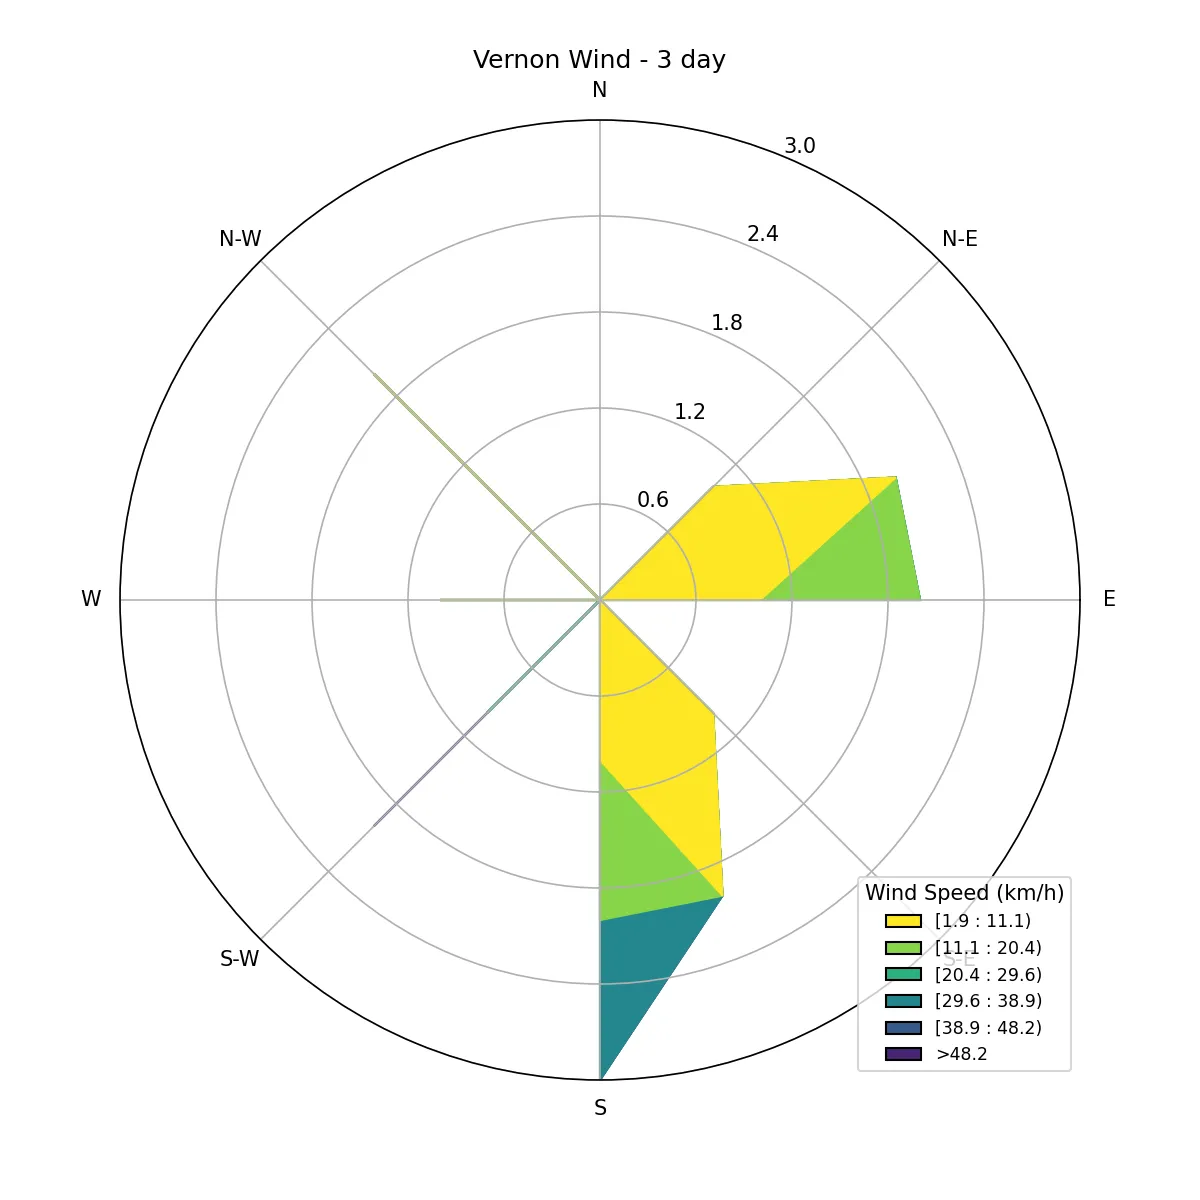 Vernon Wind - 3 day
N
3.0
N-W
2.4
N-E
1.8
1.2
0.6
W
E
S-W
S-E
S
Wind Speed (km/h)
[1.9 : 11.1)
[11.1 : 20.4)
[20.4 : 29.6)
[29.6 : 38.9)
[38.9 : 48.2)
>48.2